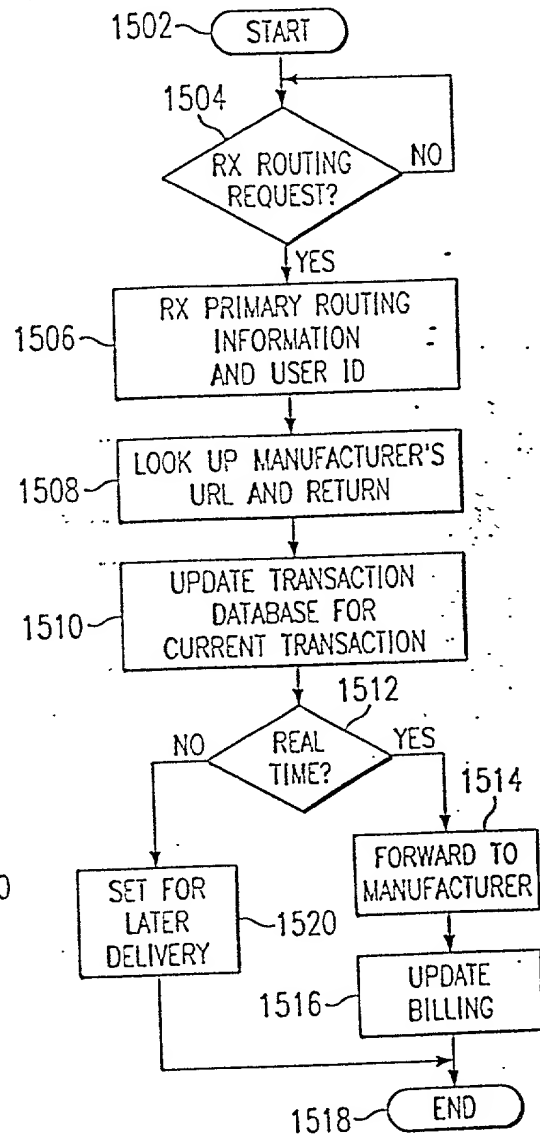 1502
START
1504
RX ROUTING
REQUEST?
NO
YES
1506
RX PRIMARY ROUTING
INFORMATION
AND USER ID
1508
LOOK UP MANUFACTURER'S
URL AND RETURN
1510
UPDATE TRANSACTION
DATABASE FOR
CURRENT TRANSACTION
1512
NO
REAL
TIME?
YES
1514
FORWARD TO
MANUFACTURER
0
SET FOR
LATER
DELIVERY
1520
1516
UPDATE
BILLING
1518
END